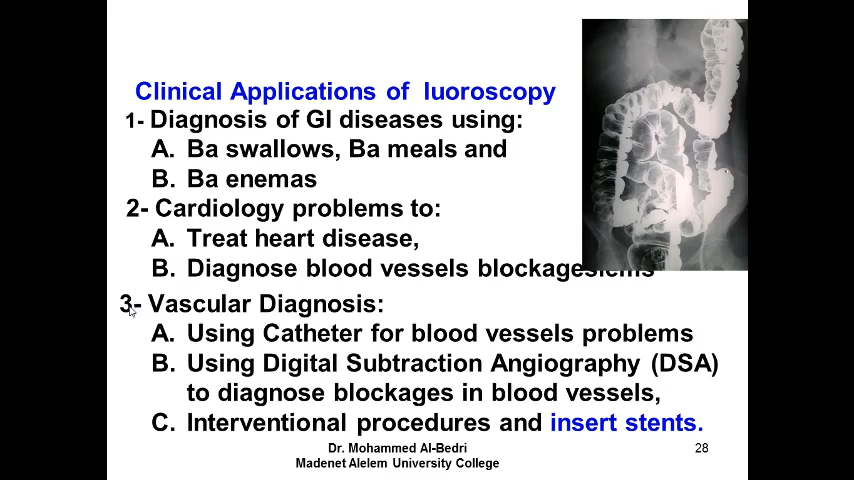 Clinical Applications of luoroscopy
1- Diagnosis of GI diseases using:
A. Ba swallows, Ba meals and
B. Ba enemas
2- Cardiology problems to:
A. Treat heart disease,
B. Diagnose blood vessels blockages
3- Vascular Diagnosis:
A. Using Catheter for blood vessels problems
B. Using Digital Subtraction Angiography (DSA)
to diagnose blockages in blood vessels,
C. Interventional procedures and insert stents.
Dr. Mohammed Al-Bedri
Madenet Alelem University College
28